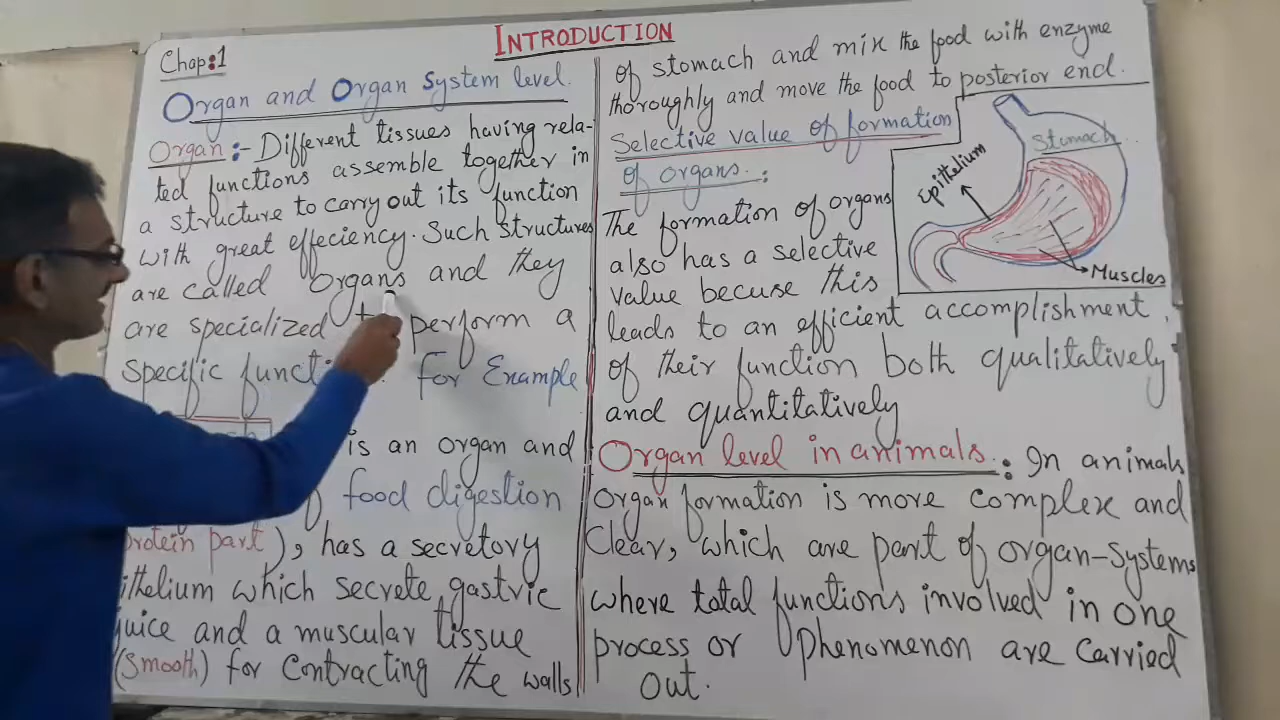 Chap:1
INTRODUCTION
Organ and Organ System level.
Organ :- Different tissues having rela-
ted functions assemble together in
a structure to carry out its function
with great effeciency. Such structures
are called Organs and they
are specialized perform a
specific For Example
is an organ and
food digestion
protein part), has a secretory
ithelium which secrete gastric
juice and a muscular tissue
(Smooth) for contracting the walls
of stomach and mix the food with enzyme
thoroughly and move the food to posterior end.
Selective value of formation
of organs. :
The formation of organs
also has a selective
value becuse this
leads to an efficient accomplishment
of their function both qualitatively
and quantitatively
Stomach
Epithelium
Muscles
Organ level in animals. : In animals
Organ formation is more complex and
Clear, which are part of organ-systems
where total functions involved in one
process or phenomenon are carried
Out.